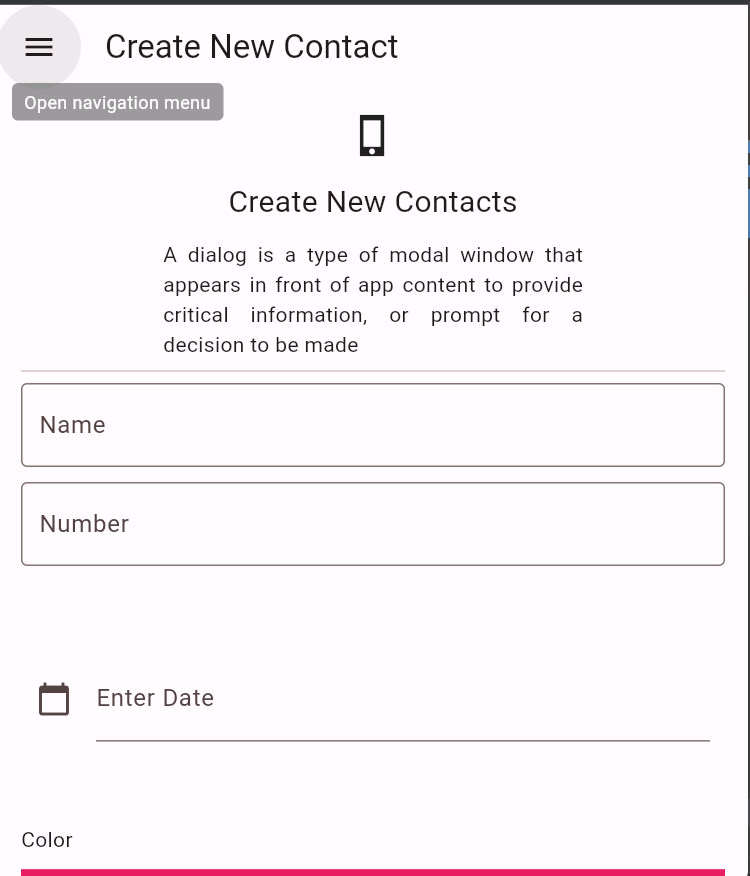 Create New Contact
Open navigation menu
Create New Contacts
A dialog is a type of modal window that
appears in front of app content to provide
critical information, or prompt for a
decision to be made
Name
Number
Enter Date
Color